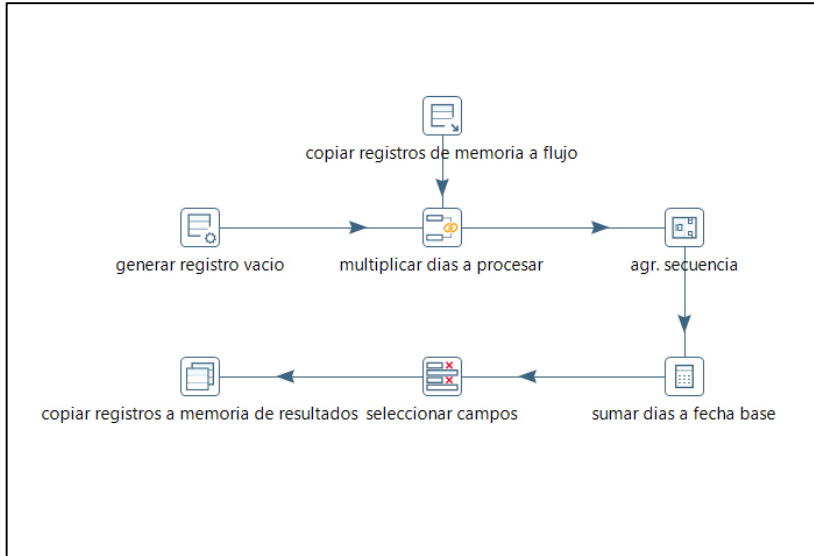 copiar registros de memoria a flujo
generar registro vacio
multiplicar dias a procesar
agr. secuencia
copiar registros a memoria de resultados
seleccionar campos
sumar dias a fecha base